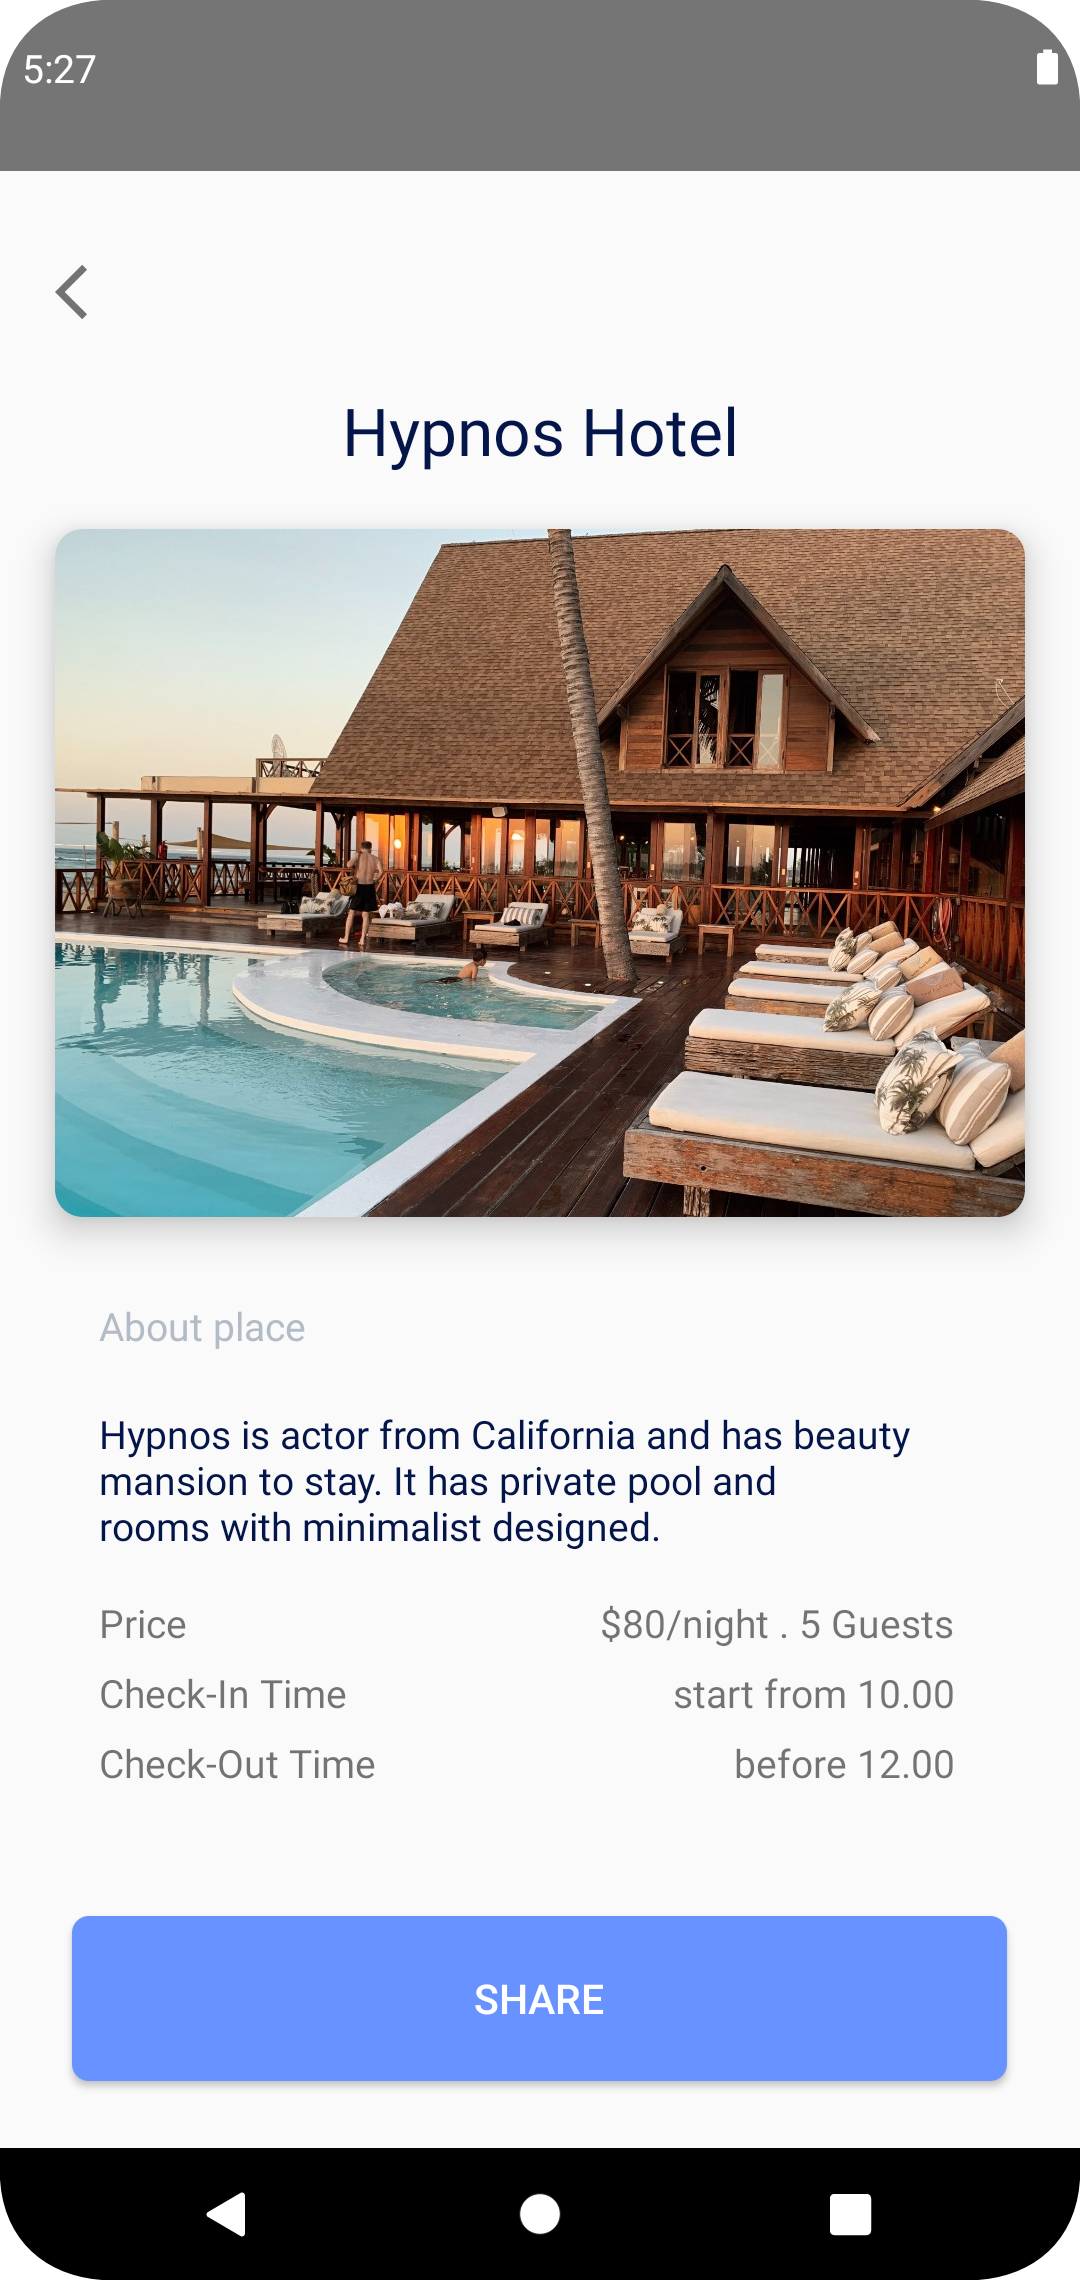 5:27
Hypnos Hotel
About place
Hypnos is actor from California and has beauty
mansion to stay. It has private pool and
rooms with minimalist designed.
Price $80/night . 5 Guests
Check-In Time start from 10.00
Check-Out Time before 12.00
SHARE